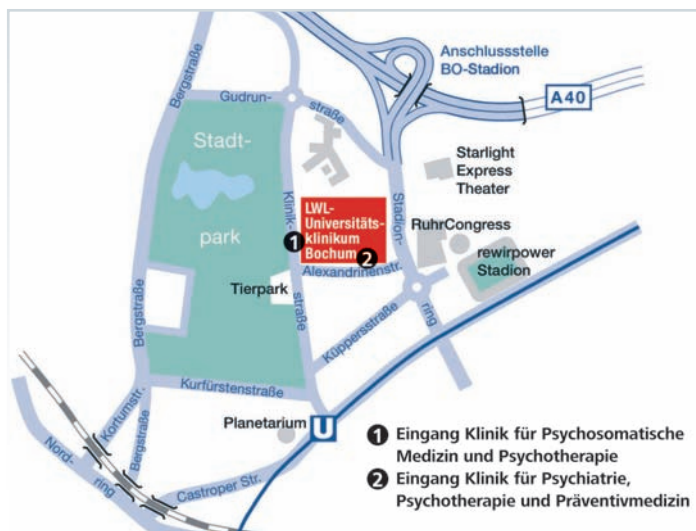 Bergstraße
Gudrun-
straße
Anschlussstelle
BO-Stadion
A40
Stadt-
park
Klinik-
straße
LWL-
Universitäts-
klinikum
Bochum
1
2
Alexandrinenstr.
Stadion-
ring
Starlight
Express
Theater
RuhrCongress
rewirpower
Stadion
Tierpark
Bergstraße
Küppersstraße
Kurfürstenstraße
Planetarium
U
Kortumstr.
Bergstraße
Nord-
ring
Castroper Str.
1 Eingang Klinik für Psychosomatische
Medizin und Psychotherapie
2 Eingang Klinik für Psychiatrie,
Psychotherapie und Präventivmedizin